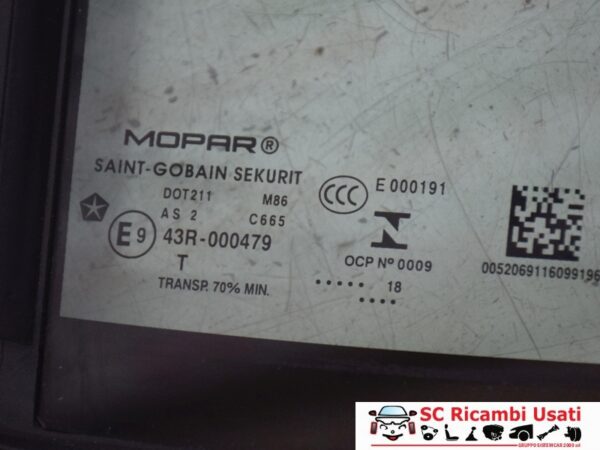 MOPAR®
SAINT-GOBAIN SEKURIT
DOT211 M86
AS 2 C665
E9 43R-000479
T
TRANSP. 70% MIN.
CCC E 000191
OCP Nº 0009
..... 18
....
0052069116099196
SC Ricambi Usati